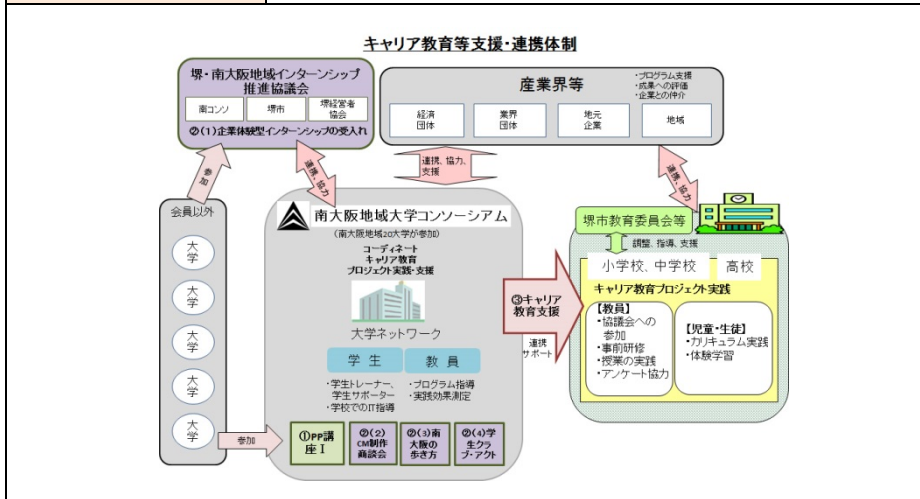 キャリア教育等支援・連携体制
堺・南大阪地域インターンシップ
推進協議会
南コンソ
堺市
堺経営者
協会
②(1)企業体験型インターンシップの受入れ
産業界等
・プログラム支援
・成果への評価
・企業との仲介
経済
団体
業界
団体
地元
企業
地域
参加
連携、協力
連携、協力、
支援
連携、協力
会員以外
大学
大学
大学
大学
大学
参加
南大阪地域大学コンソーシアム
(南大阪地域20大学が参加)
コーディネート
キャリア教育
プロジェクト実践・支援
大学ネットワーク
学生
教員
・学生トレーナー、
学生サポーター
・学校でのIT指導
・プログラム指導
・実践効果測定
①PP講
座Ⅰ
②(2)
CM制作
商談会
②(3)南
大阪の
歩き方
②(4)学
生クラ
ブ・アクト
③キャリア
教育支援
連携
サポート
堺市教育委員会等
調整、指導、支援
小学校、中学校
高校
キャリア教育プロジェクト実践
【教員】
・協議会への
参加
・事前研修
・授業の実践
・アンケート協力
【児童・生徒】
・カリキュラム実践
・体験学習